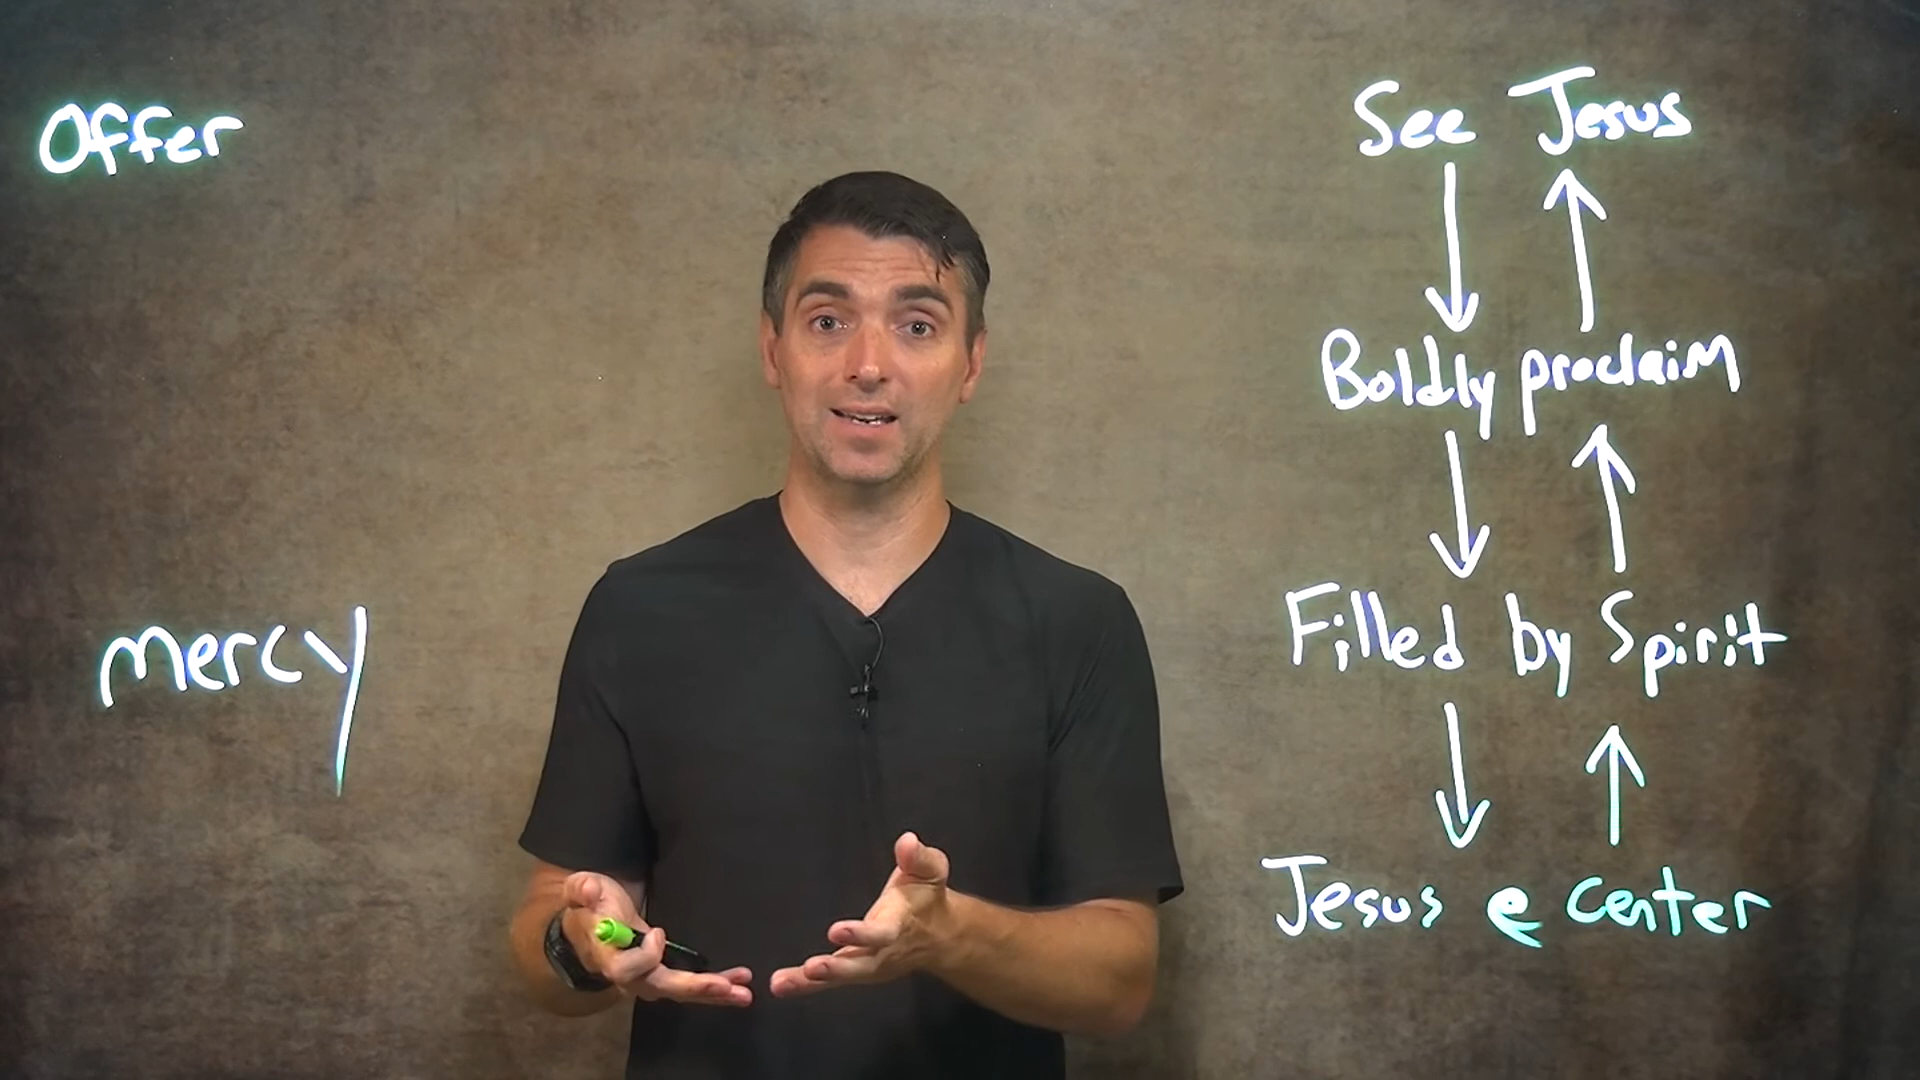 Offer
mercy
See Jesus
Boldly proclaim
Filled by Spirit
Jesus @ center